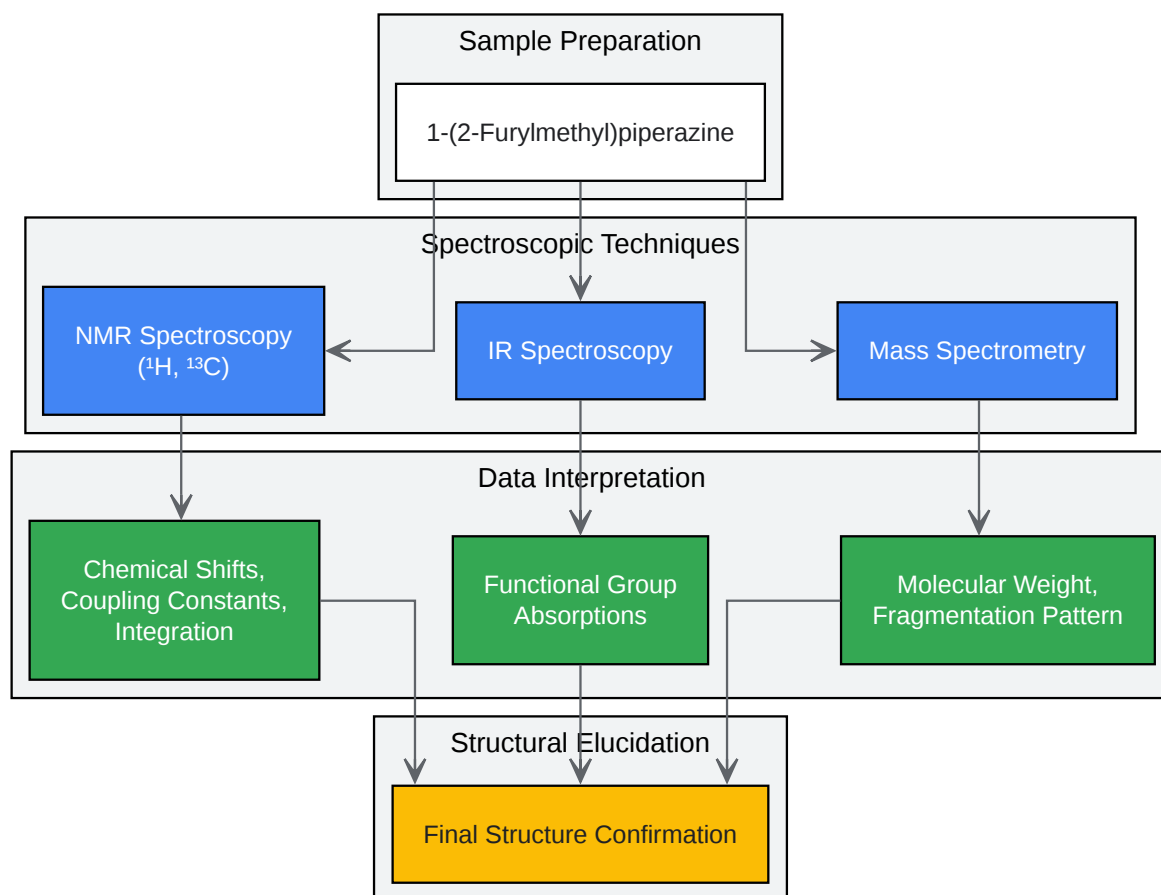 Sample Preparation
1-(2-Furylmethyl)piperazine
Spectroscopic Techniques
NMR Spectroscopy
(¹H, ¹³C)
IR Spectroscopy
Mass Spectrometry
Data Interpretation
Chemical Shifts,
Coupling Constants,
Integration
Functional Group
Absorptions
Molecular Weight,
Fragmentation Pattern
Structural Elucidation
Final Structure Confirmation